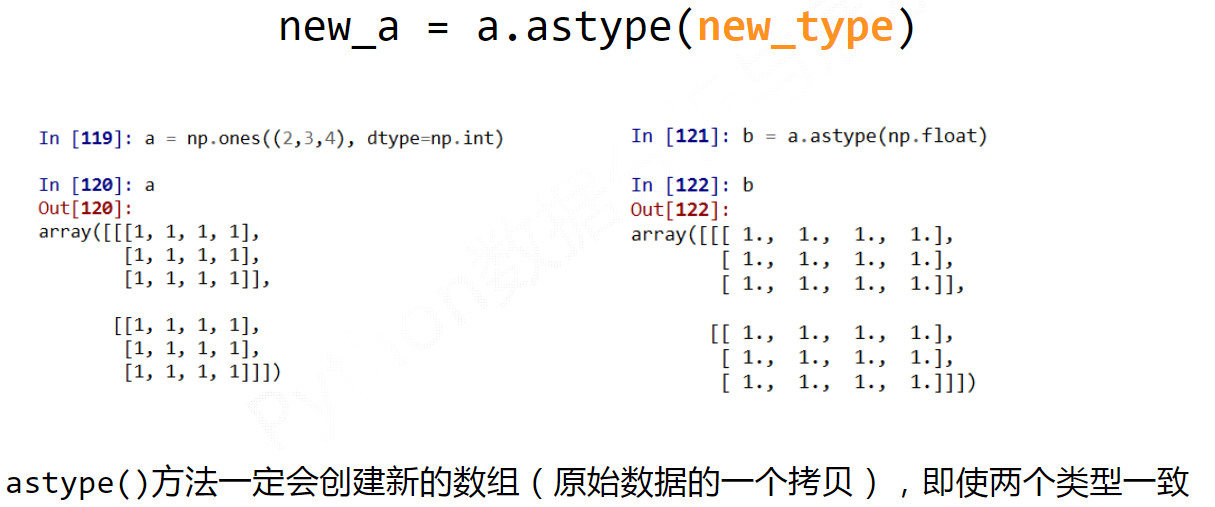 new_a = a.astype(new_type)
In [119]: a = np.ones((2,3,4), dtype=np.int)
In [120]: a
Out[120]:
array([[[1, 1, 1, 1],
        [1, 1, 1, 1],
        [1, 1, 1, 1]],

       [[1, 1, 1, 1],
        [1, 1, 1, 1],
        [1, 1, 1, 1]]])
In [121]: b = a.astype(np.float)
In [122]: b
Out[122]:
array([[[ 1.,  1.,  1.,  1.],
        [ 1.,  1.,  1.,  1.],
        [ 1.,  1.,  1.,  1.]],

       [[ 1.,  1.,  1.,  1.],
        [ 1.,  1.,  1.,  1.],
        [ 1.,  1.,  1.,  1.]]])
astype()方法一定会创建新的数组（原始数据的一个拷贝），即使两个类型一致